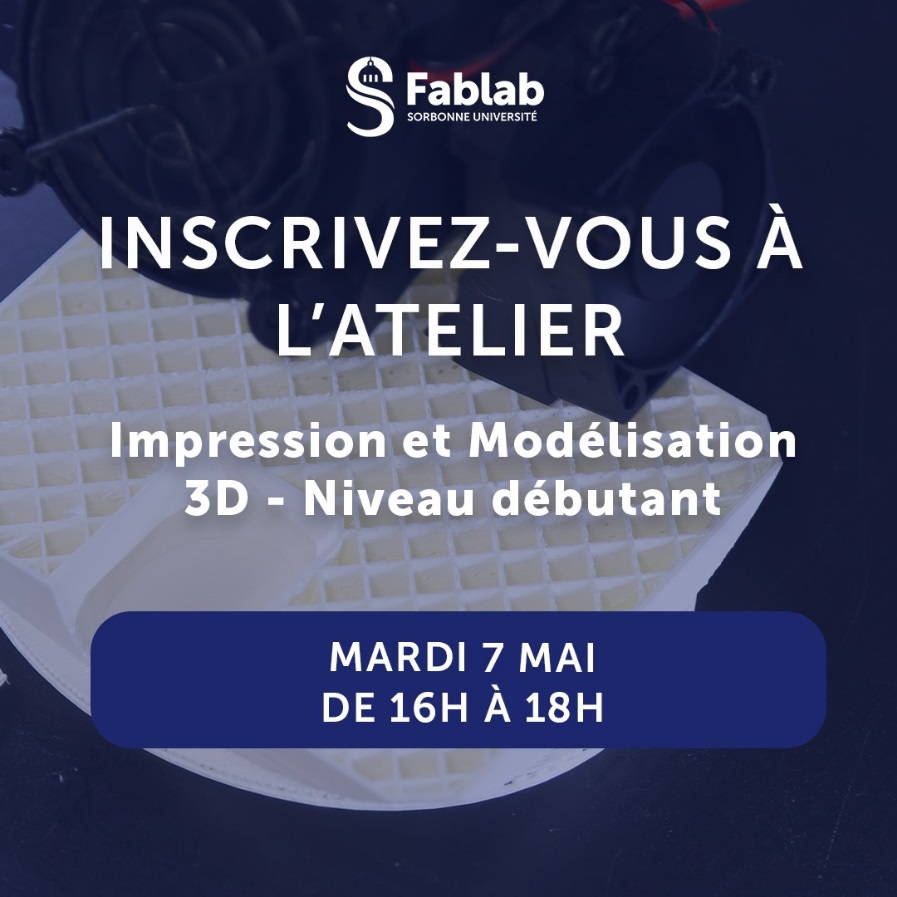 Fablab
SORBONNE UNIVERSITÉ
INSCRIVEZ-VOUS À
L’ATELIER
Impression et Modélisation
3D - Niveau débutant
MARDI 7 MAI
DE 16H À 18H